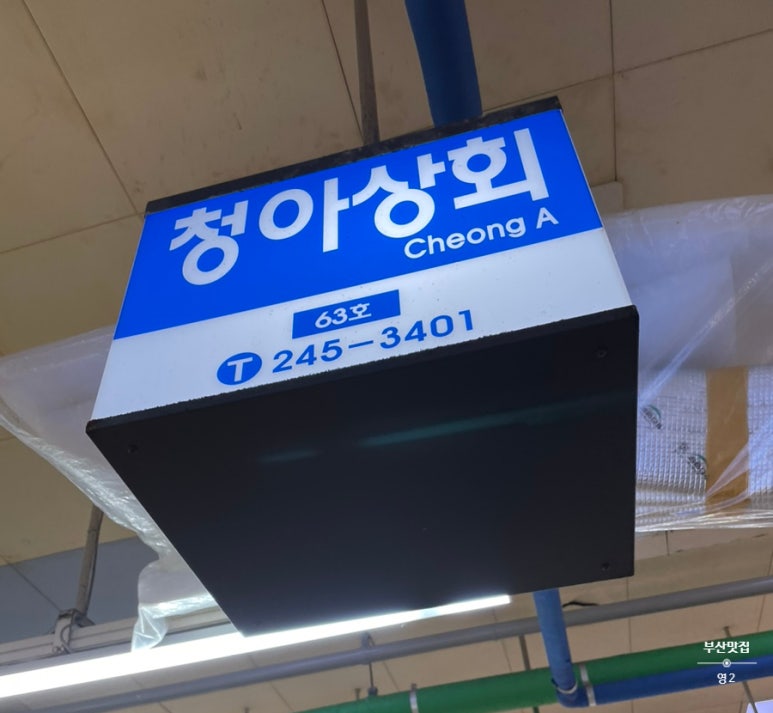 청아상회
Cheong A
63호
T 245-3401
부산맛집
영2